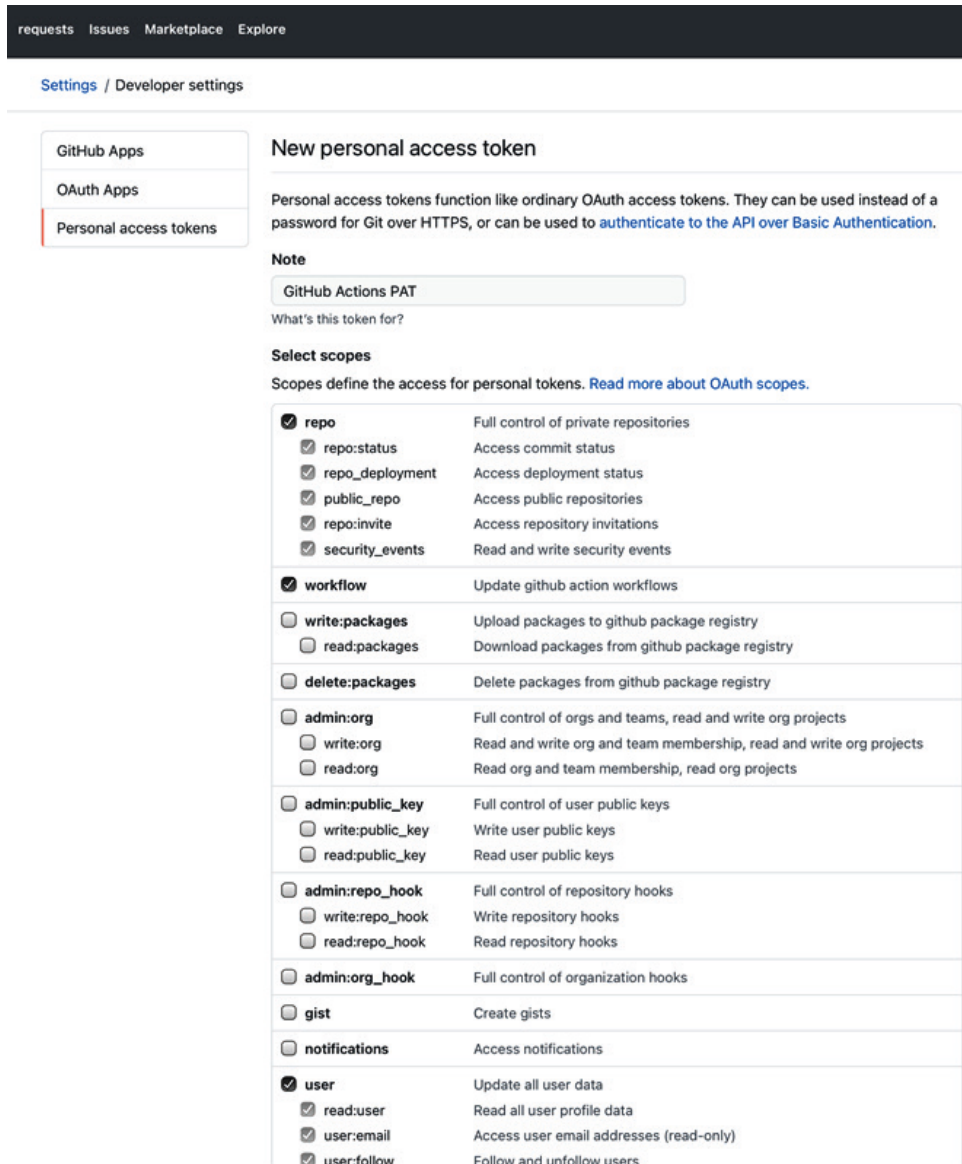 requests Issues Marketplace Explore
Settings / Developer settings
GitHub Apps
OAuth Apps
Personal access tokens
New personal access token
Personal access tokens function like ordinary OAuth access tokens. They can be used instead of a
password for Git over HTTPS, or can be used to authenticate to the API over Basic Authentication.
Note
GitHub Actions PAT
What's this token for?
Select scopes
Scopes define the access for personal tokens. Read more about OAuth scopes.
repo Full control of private repositories
repo:status Access commit status
repo_deployment Access deployment status
public_repo Access public repositories
repo:invite Access repository invitations
security_events Read and write security events
workflow Update github action workflows
write:packages Upload packages to github package registry
read:packages Download packages from github package registry
delete:packages Delete packages from github package registry
admin:org Full control of orgs and teams, read and write org projects
write:org Read and write org and team membership, read and write org projects
read:org Read org and team membership, read org projects
admin:public_key Full control of user public keys
write:public_key Write user public keys
read:public_key Read user public keys
admin:repo_hook Full control of repository hooks
write:repo_hook Write repository hooks
read:repo_hook Read repository hooks
admin:org_hook Full control of organization hooks
gist Create gists
notifications Access notifications
user Update all user data
read:user Read all user profile data
user:email Access user email addresses (read-only)
user:follow Follow and unfollow users